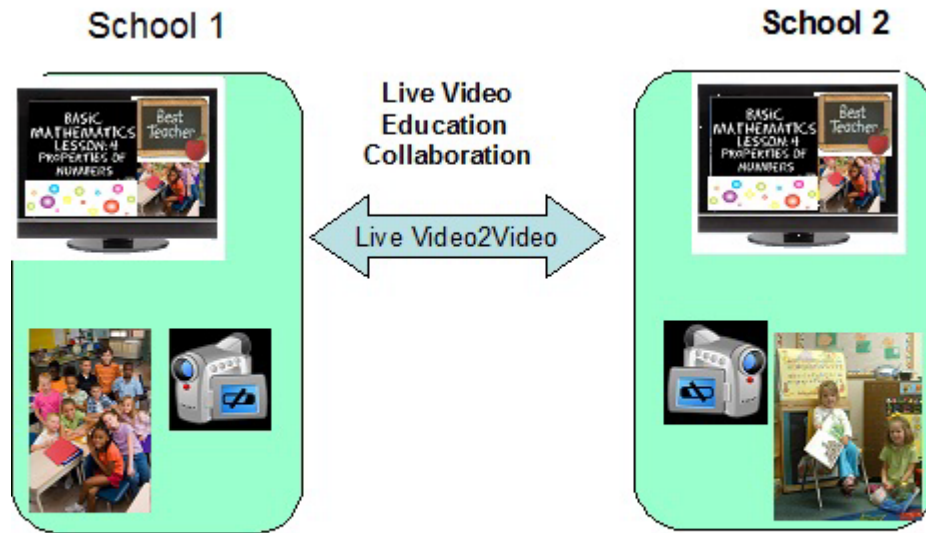 School 1
School 2
Live Video
Education
Collaboration
Live Video2Video
BASIC
MATHEMATICS
LESSON: 4
PROPERTIES OF
NUMBERS
Best
Teacher
BASIC
MATHEMATICS
LESSON: 4
PROPERTIES OF
NUMBERS
Best
Teacher